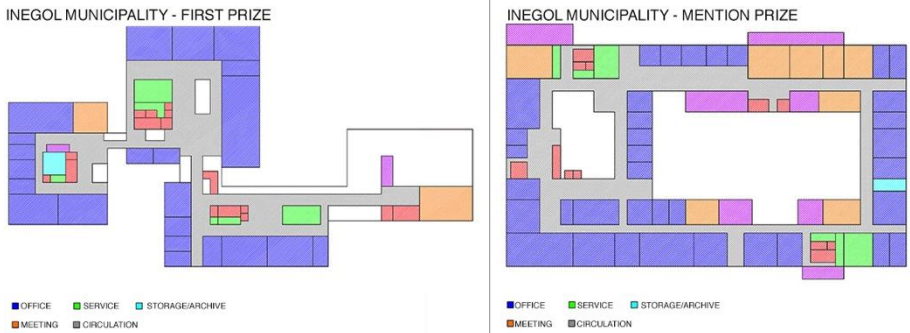 INEGOL MUNICIPALITY - FIRST PRIZE
OFFICE SERVICE STORAGE/ARCHIVE
MEETING CIRCULATION
INEGOL MUNICIPALITY - MENTION PRIZE
OFFICE SERVICE STORAGE/ARCHIVE
MEETING CIRCULATION